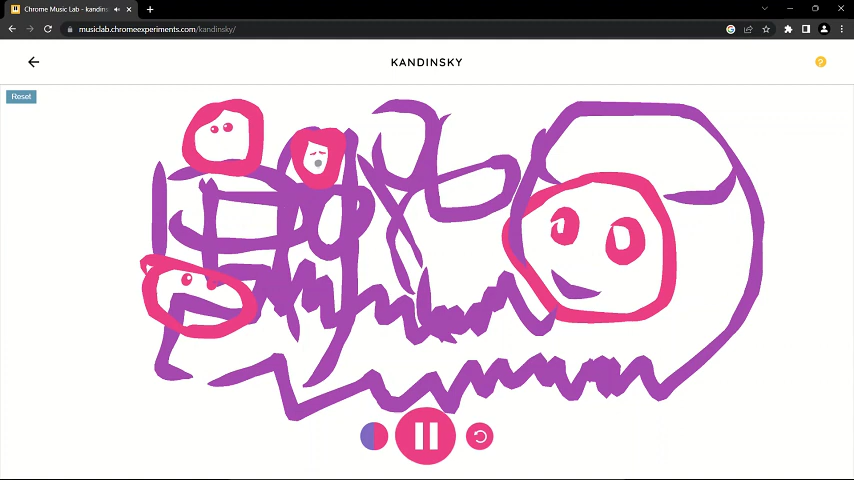 Chrome Music Lab - kandins
musiclab.chromeexperiments.com/kandinsky/
KANDINSKY
?
Reset